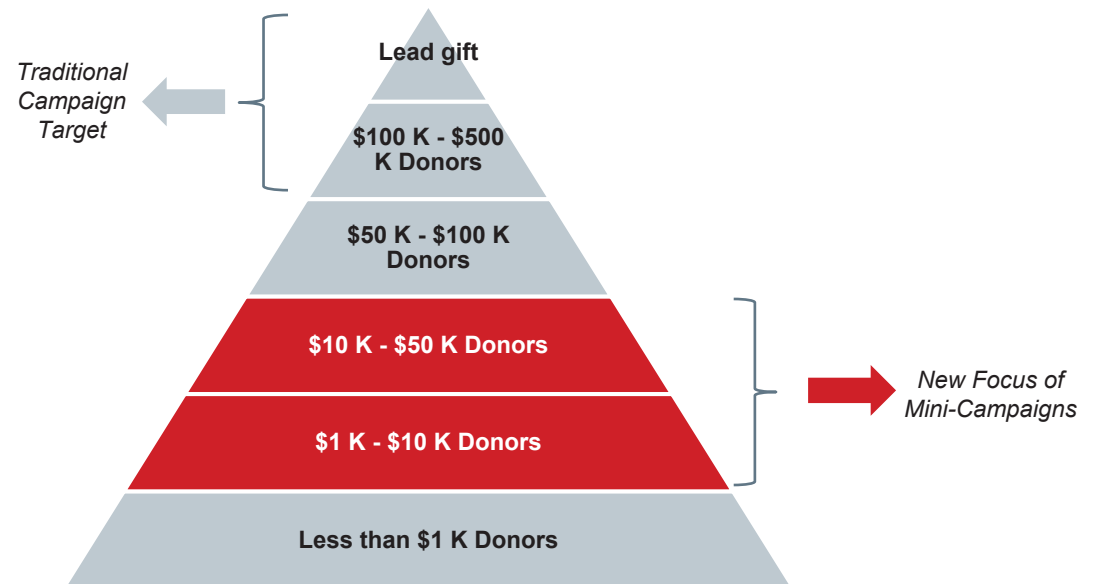 Lead gift
Traditional
Campaign
Target
$100 K - $500
K Donors
$50 K - $100 K
Donors
$10 K - $50 K Donors
New Focus of
Mini-Campaigns
$1 K - $10 K Donors
Less than $1 K Donors